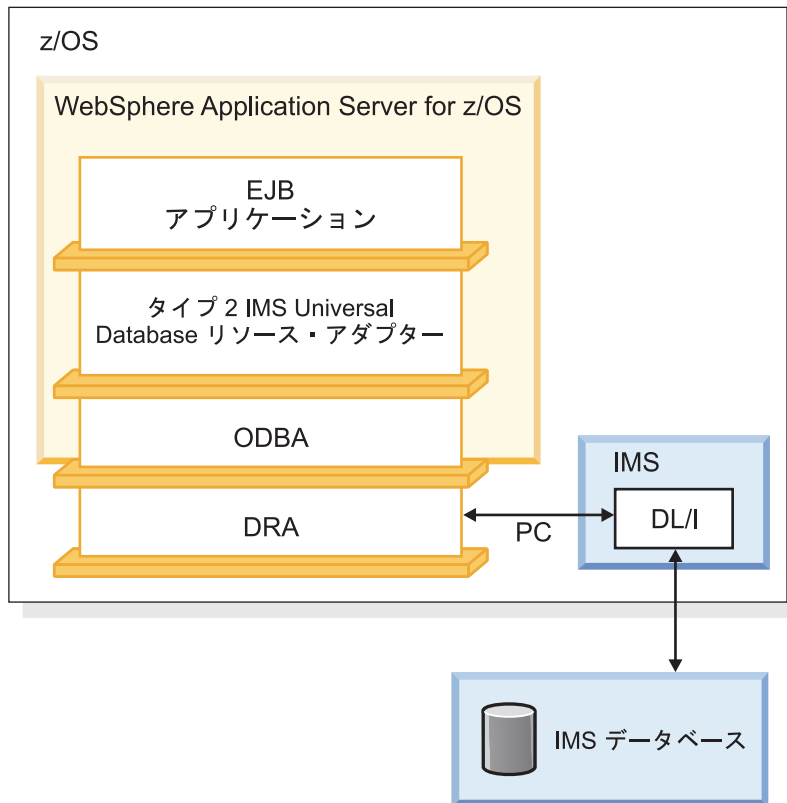 z/OS
WebSphere Application Server for z/OS
EJB
アプリケーション
タイプ 2 IMS Universal
Database リソース・アダプター
ODBA
DRA
PC
IMS
DL/I
IMS データベース